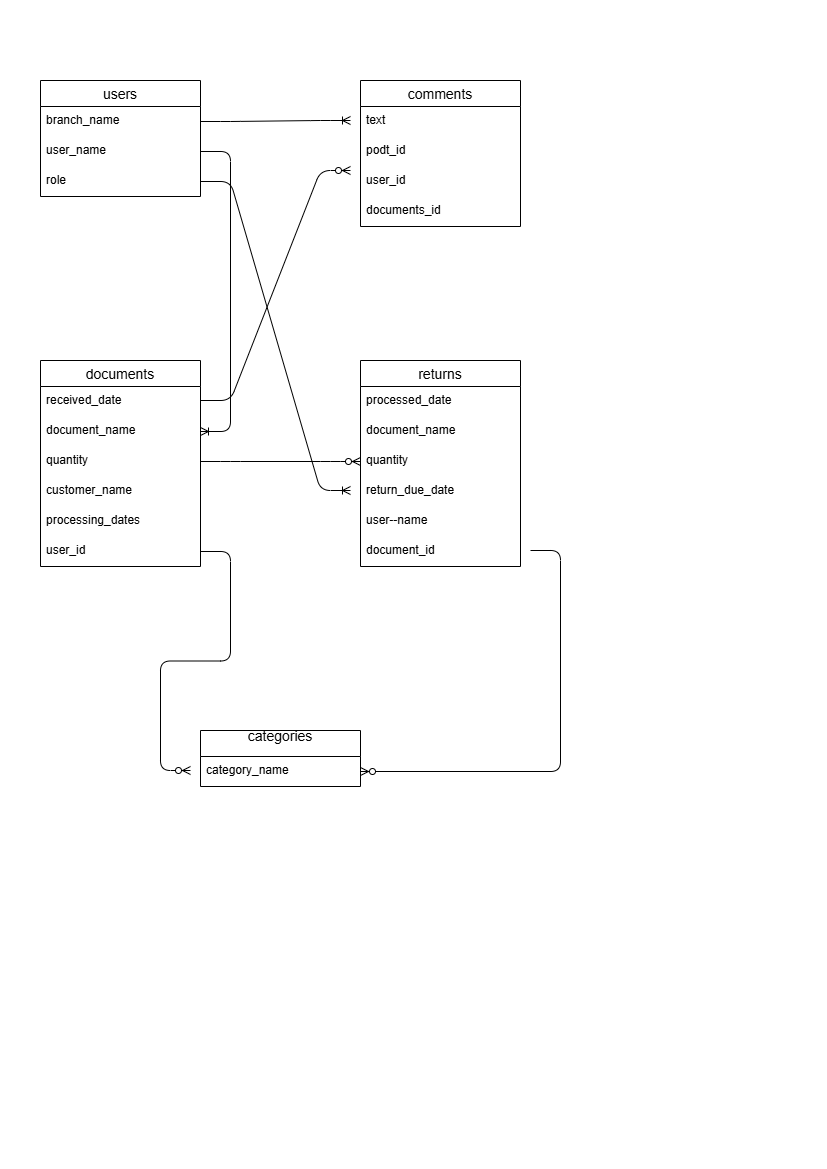 users
branch_name
user_name
role
comments
text
podt_id
user_id
documents_id
documents
received_date
document_name
quantity
customer_name
processing_dates
user_id
returns
processed_date
document_name
quantity
return_due_date
user--name
document_id
categories
category_name